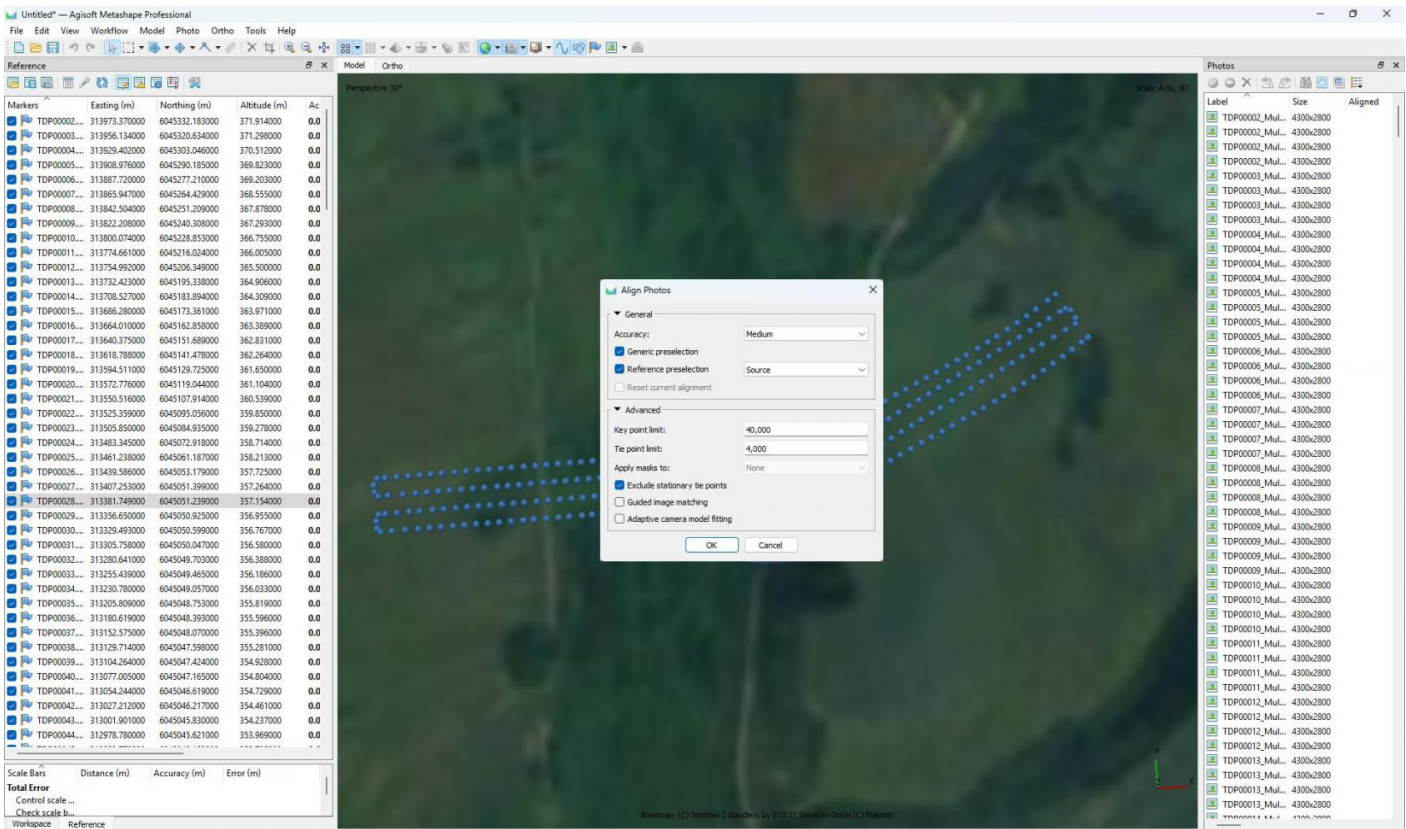 Untitled* — Agisoft Metashape Professional
File Edit View Workflow Model Photo Ortho Tools Help
Reference
Model Ortho
Photos
Perspective 30°
Snap: Axis, 3D
Markers Easting (m) Northing (m) Altitude (m) Ac
TDP00002.... 313973.370000 6045332.183000 371.914000 0.0
TDP00003.... 313956.134000 6045320.634000 371.298000 0.0
TDP00004.... 313929.402000 6045303.046000 370.512000 0.0
TDP00005.... 313908.976000 6045290.185000 369.823000 0.0
TDP00006.... 313887.720000 6045277.210000 369.203000 0.0
TDP00007.... 313865.947000 6045264.429000 368.555000 0.0
TDP00008.... 313842.504000 6045251.209000 367.878000 0.0
TDP00009.... 313822.208000 6045240.308000 367.293000 0.0
TDP00010.... 313800.074000 6045228.853000 366.755000 0.0
TDP00011.... 313774.661000 6045216.024000 366.005000 0.0
TDP00012.... 313754.992000 6045206.349000 365.500000 0.0
TDP00013.... 313732.423000 6045195.338000 364.906000 0.0
TDP00014.... 313708.527000 6045183.894000 364.309000 0.0
TDP00015.... 313686.280000 6045173.361000 363.971000 0.0
TDP00016.... 313664.010000 6045162.858000 363.389000 0.0
TDP00017.... 313640.375000 6045151.689000 362.831000 0.0
TDP00018.... 313618.788000 6045141.478000 362.264000 0.0
TDP00019.... 313594.511000 6045129.725000 361.650000 0.0
TDP00020.... 313572.776000 6045119.044000 361.104000 0.0
TDP00021.... 313550.516000 6045107.914000 360.539000 0.0
TDP00022.... 313525.359000 6045095.056000 359.850000 0.0
TDP00023.... 313505.850000 6045084.935000 359.278000 0.0
TDP00024.... 313483.345000 6045072.918000 358.714000 0.0
TDP00025.... 313461.238000 6045061.187000 358.213000 0.0
TDP00026.... 313439.586000 6045053.179000 357.725000 0.0
TDP00027.... 313407.253000 6045051.399000 357.264000 0.0
TDP00028.... 313381.749000 6045051.239000 357.154000 0.0
TDP00029.... 313356.650000 6045050.925000 356.955000 0.0
TDP00030.... 313329.493000 6045050.599000 356.767000 0.0
TDP00031.... 313305.758000 6045050.047000 356.580000 0.0
TDP00032.... 313280.641000 6045049.703000 356.388000 0.0
TDP00033.... 313255.439000 6045049.465000 356.186000 0.0
TDP00034.... 313230.780000 6045049.057000 356.033000 0.0
TDP00035.... 313205.809000 6045048.753000 355.819000 0.0
TDP00036.... 313180.619000 6045048.393000 355.596000 0.0
TDP00037.... 313152.575000 6045048.070000 355.396000 0.0
TDP00038.... 313129.714000 6045047.598000 355.281000 0.0
TDP00039.... 313104.264000 6045047.424000 354.928000 0.0
TDP00040.... 313077.005000 6045047.165000 354.804000 0.0
TDP00041.... 313054.244000 6045046.619000 354.729000 0.0
TDP00042.... 313027.212000 6045046.217000 354.461000 0.0
TDP00043.... 313001.901000 6045045.830000 354.237000 0.0
TDP00044.... 312978.780000 6045045.621000 353.969000 0.0
Scale Bars Distance (m) Accuracy (m) Error (m)
Total Error
Control scale ...
Check scale b...
Workspace Reference
Align Photos
General
Accuracy: Medium
Generic preselection
Reference preselection Source
Reset current alignment
Advanced
Key point limit: 40,000
Tie point limit: 4,000
Apply masks to: None
Exclude stationary tie points
Guided image matching
Adaptive camera model fitting
OK Cancel
Y
X
Basemap: (C) Sentinel-2 cloudless by EOX IT Services GmbH (C) Mapzen
Label Size Aligned
TDP00002_Mul... 4300x2800
TDP00002_Mul... 4300x2800
TDP00002_Mul... 4300x2800
TDP00002_Mul... 4300x2800
TDP00003_Mul... 4300x2800
TDP00003_Mul... 4300x2800
TDP00003_Mul... 4300x2800
TDP00003_Mul... 4300x2800
TDP00004_Mul... 4300x2800
TDP00004_Mul... 4300x2800
TDP00004_Mul... 4300x2800
TDP00004_Mul... 4300x2800
TDP00005_Mul... 4300x2800
TDP00005_Mul... 4300x2800
TDP00005_Mul... 4300x2800
TDP00005_Mul... 4300x2800
TDP00006_Mul... 4300x2800
TDP00006_Mul... 4300x2800
TDP00006_Mul... 4300x2800
TDP00006_Mul... 4300x2800
TDP00007_Mul... 4300x2800
TDP00007_Mul... 4300x2800
TDP00007_Mul... 4300x2800
TDP00007_Mul... 4300x2800
TDP00008_Mul... 4300x2800
TDP00008_Mul... 4300x2800
TDP00008_Mul... 4300x2800
TDP00008_Mul... 4300x2800
TDP00009_Mul... 4300x2800
TDP00009_Mul... 4300x2800
TDP00009_Mul... 4300x2800
TDP00009_Mul... 4300x2800
TDP00010_Mul... 4300x2800
TDP00010_Mul... 4300x2800
TDP00010_Mul... 4300x2800
TDP00010_Mul... 4300x2800
TDP00011_Mul... 4300x2800
TDP00011_Mul... 4300x2800
TDP00011_Mul... 4300x2800
TDP00011_Mul... 4300x2800
TDP00012_Mul... 4300x2800
TDP00012_Mul... 4300x2800
TDP00012_Mul... 4300x2800
TDP00012_Mul... 4300x2800
TDP00013_Mul... 4300x2800
TDP00013_Mul... 4300x2800
TDP00013_Mul... 4300x2800
TDP00013_Mul... 4300x2800